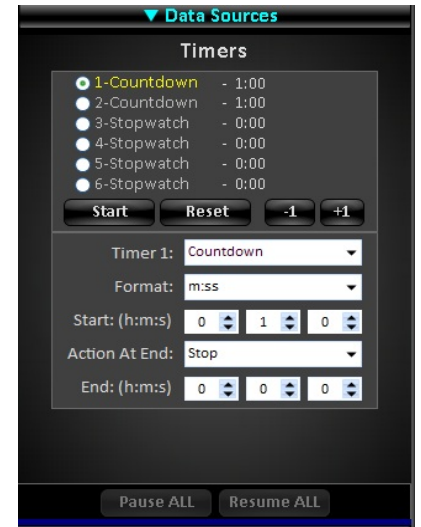 ▼ Data Sources
Timers
1-Countdown - 1:00
2-Countdown - 1:00
3-Stopwatch - 0:00
4-Stopwatch - 0:00
5-Stopwatch - 0:00
6-Stopwatch - 0:00
Start Reset -1 +1
Timer 1: Countdown
Format: m:ss
Start: (h:m:s) 0 1 0
Action At End: Stop
End: (h:m:s) 0 0 0
Pause ALL Resume ALL